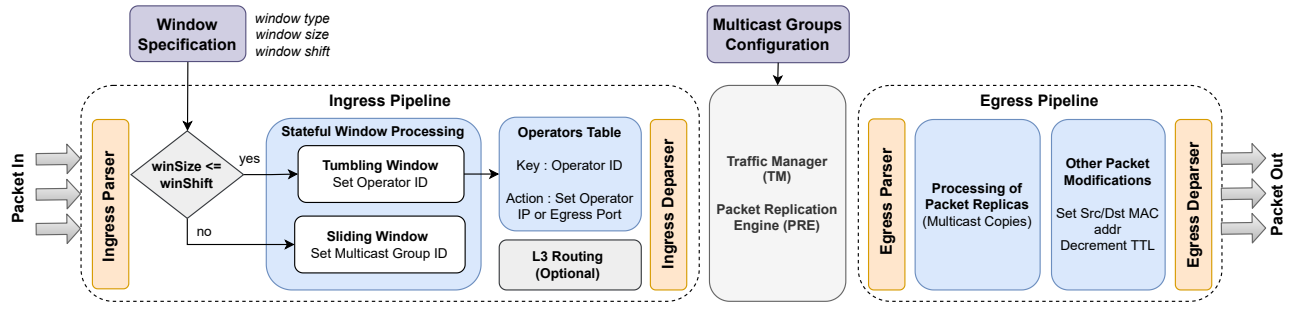 Window
Specification
window type
window size
window shift
Multicast Groups
Configuration
Ingress Pipeline
Egress Pipeline
Packet In
Ingress Parser
winSize <=
winShift
yes
no
Stateful Window Processing
Tumbling Window
Set Operator ID
Sliding Window
Set Multicast Group ID
Operators Table
Key : Operator ID
Action : Set Operator
IP or Egress Port
L3 Routing
(Optional)
Ingress Deparser
Traffic Manager
(TM)
Packet Replication
Engine (PRE)
Egress Parser
Processing of
Packet Replicas
(Multicast Copies)
Other Packet
Modifications
Set Src/Dst MAC
addr
Decrement TTL
Egress Deparser
Packet Out